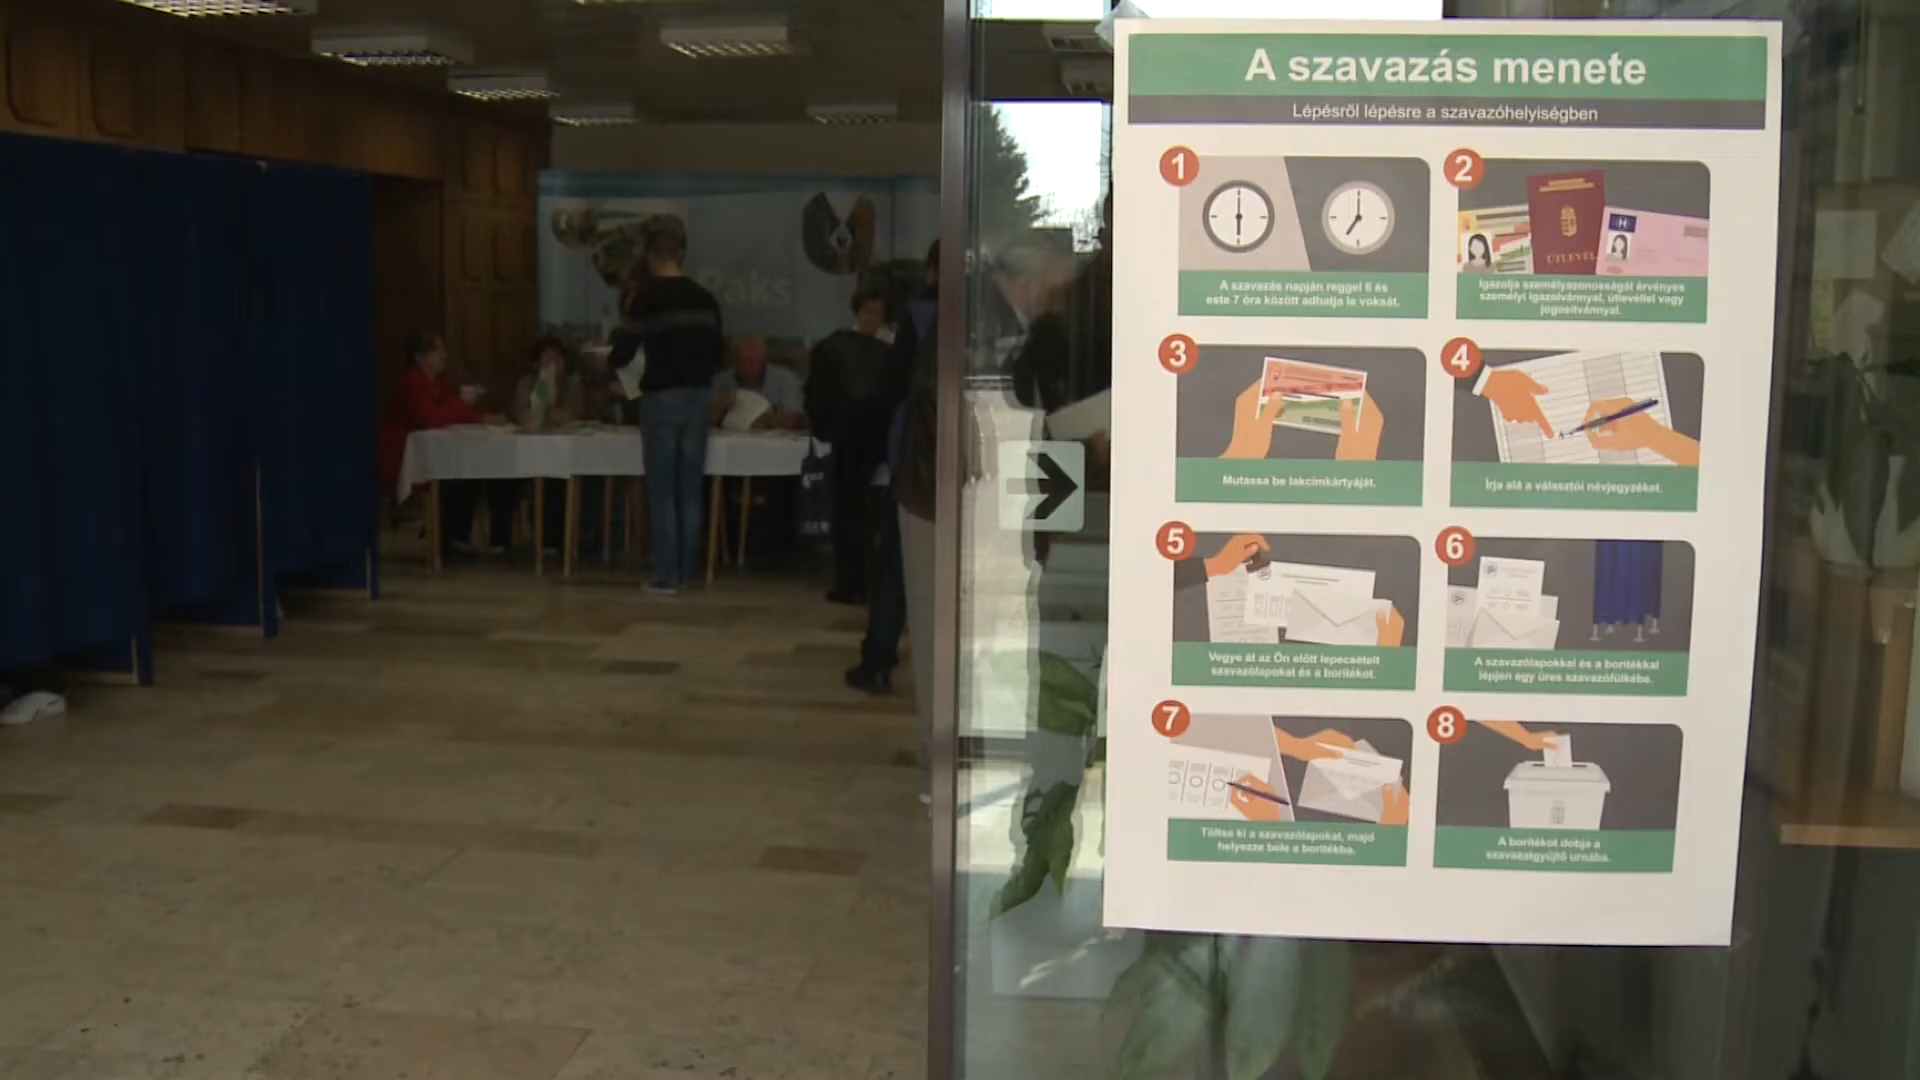 A szavazás menete
Lépésről lépésre a szavazóhelyiségben
1
A szavazás napján reggel 6 és
este 7 óra között adhatja le voksát.
2
ÚTLEVÉL
Igazolja személyazonosságát érvényes
személyi igazolvánnyal, útlevéllel vagy
jogosítvánnyal.
3
Mutassa be lakcímkártyáját.
4
Írja alá a választói névjegyzéket.
5
Vegye át az Ön előtt lepecsételt
szavazólapokat és a borítékot.
6
A szavazólapokkal és a borítékkal
lépjen egy üres szavazófülkébe.
7
Töltse ki a szavazólapokat, majd
helyezze bele a borítékba.
8
A borítékot dobja a
szavazatgyűjtő urnába.
Paks